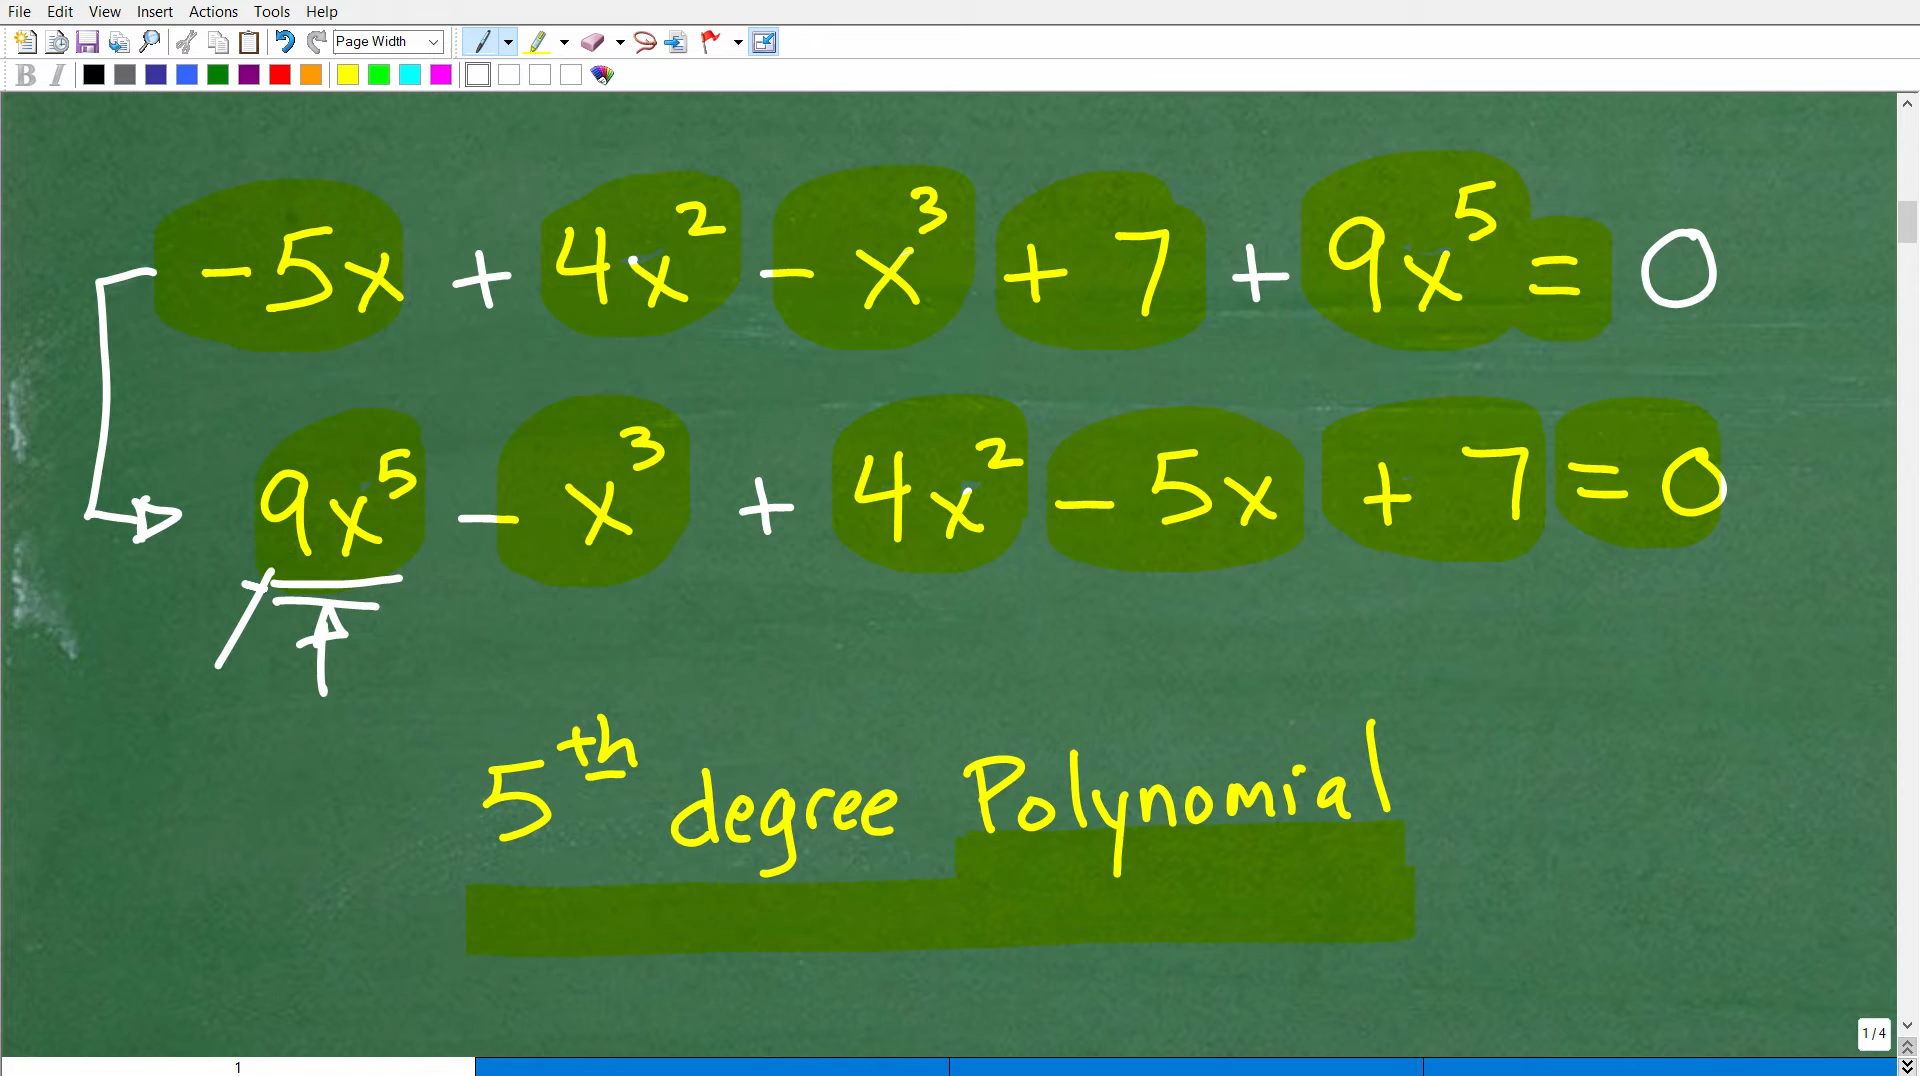 File Edit View Insert Actions Tools Help
Page Width
B I
-5x + 4x² - x³ + 7 + 9x⁵ = 0
9x⁵ - x³ + 4x² - 5x + 7 = 0
5th degree Polynomial
1 / 4
1